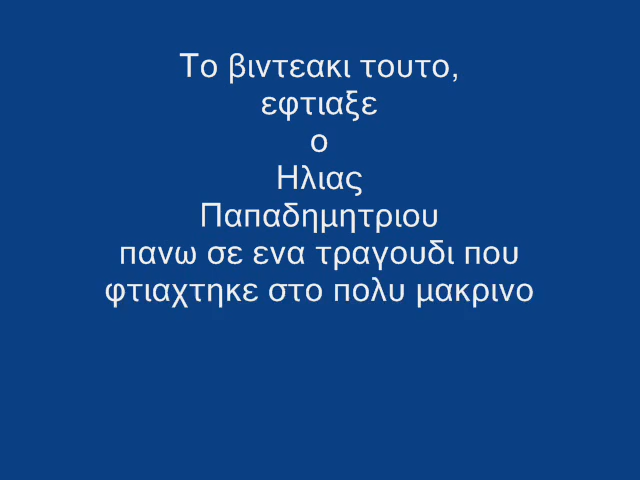 Το βιντεακι τουτο,
εφτιαξε
ο
Ηλιας
Παπαδημητριου
πανω σε ενα τραγουδι που
φτιαχτηκε στο πολυ μακρινο